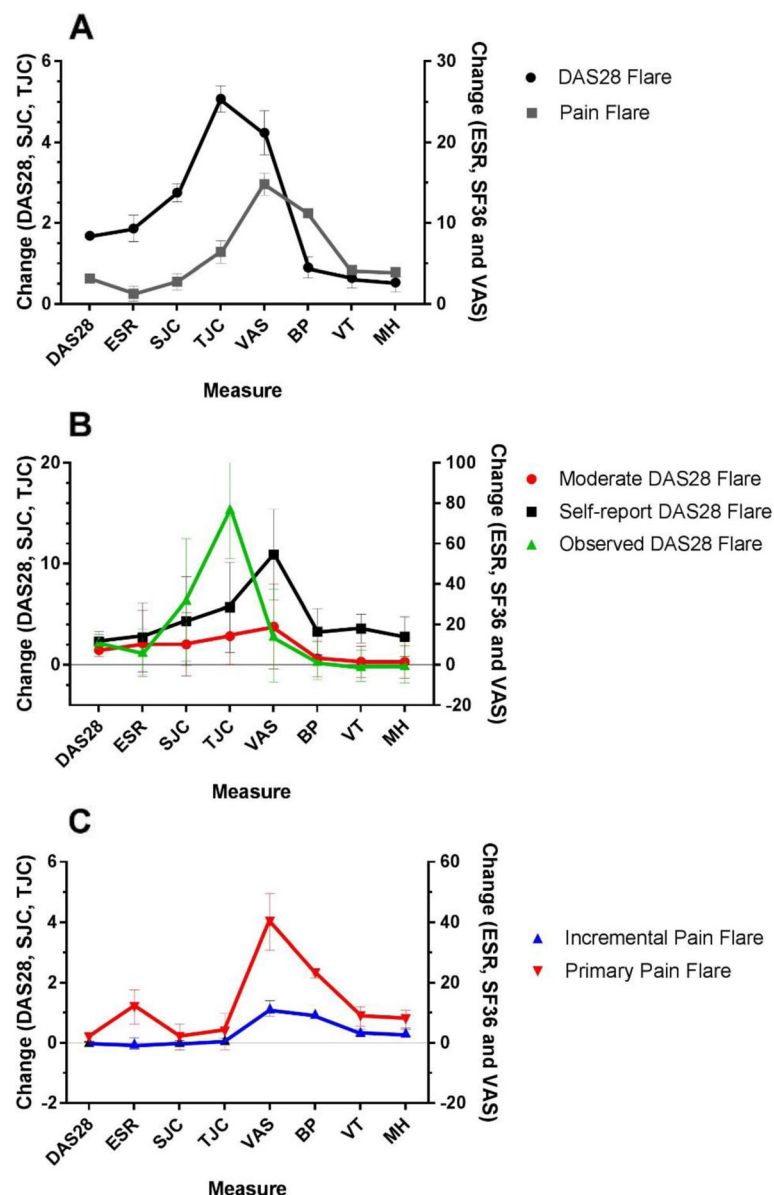 A
Change (DAS28, SJC, TJC)
6
4
2
0
30
20
10
0
Change (ESR, SF36 and VAS)
DAS28 Flare
Pain Flare
DAS28
ESR
SJC
TJC
VAS
BP
VT
MH
Measure
B
Change (DAS28, SJC, TJC)
20
10
0
100
80
60
40
20
0
-20
Change (ESR, SF36 and VAS)
Moderate DAS28 Flare
Self-report DAS28 Flare
Observed DAS28 Flare
DAS28
ESR
SJC
TJC
VAS
BP
VT
MH
Measure
C
Change (DAS28, SJC, TJC)
6
4
2
0
-2
60
40
20
0
-20
Change (ESR, SF36 and VAS)
Incremental Pain Flare
Primary Pain Flare
DAS28
ESR
SJC
TJC
VAS
BP
VT
MH
Measure